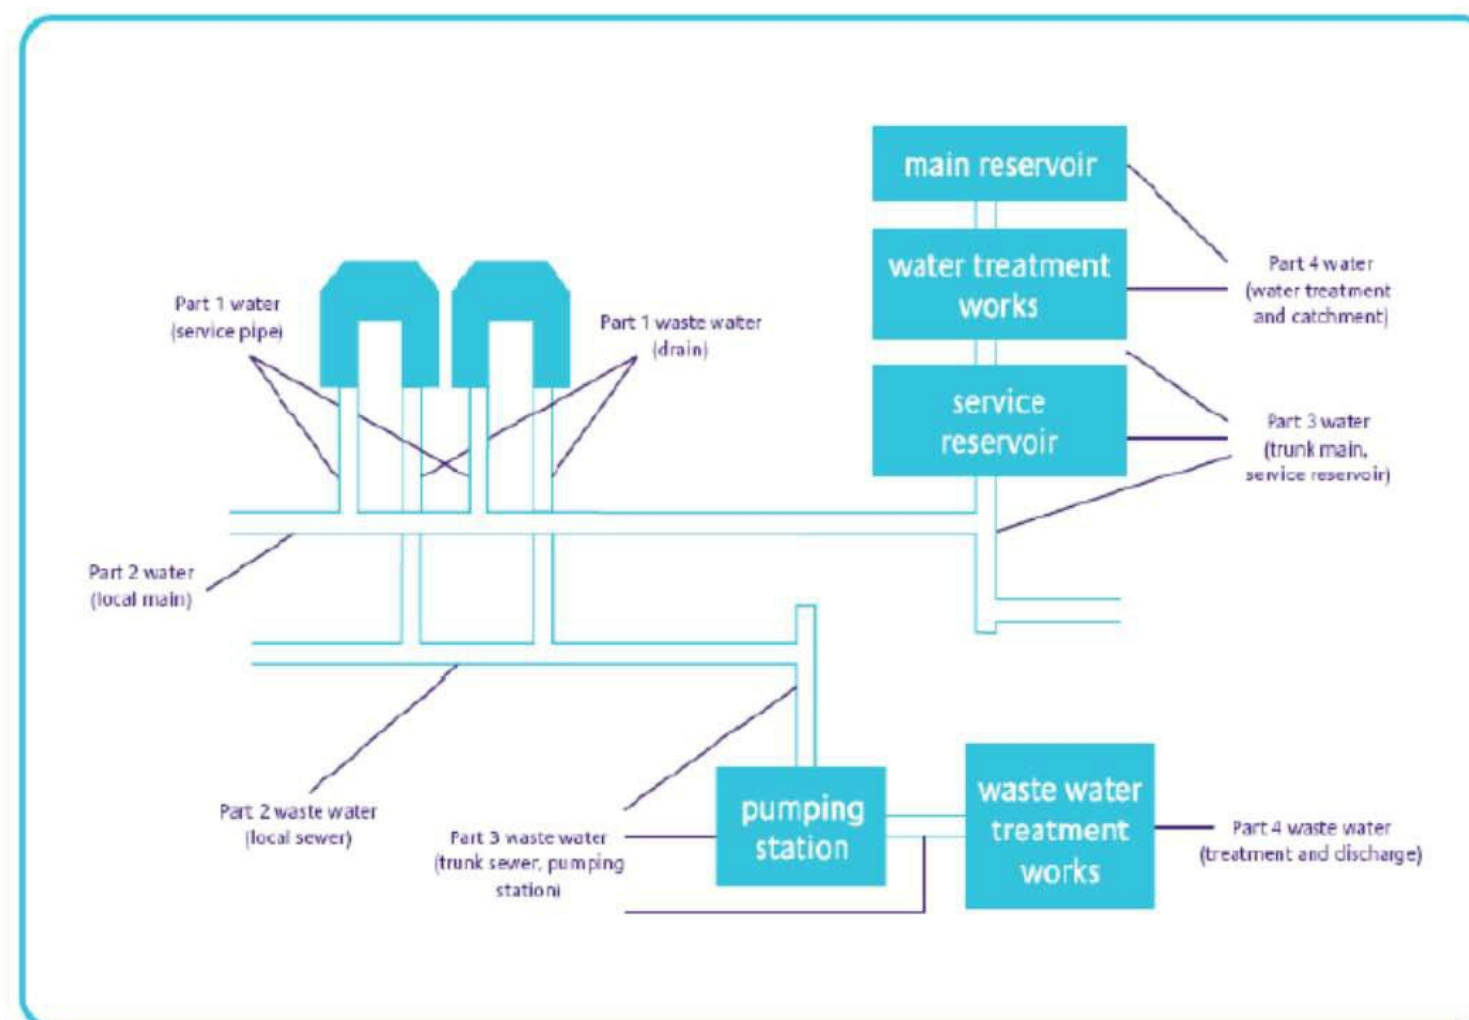 main reservoir
water treatment
works
service
reservoir
Part 4 water
(water treatment
and catchment)
Part 3 water
(trunk main,
service reservoir)
Part 1 water
(service pipe)
Part 1 waste water
(drain)
Part 2 water
(local main)
Part 2 waste water
(local sewer)
Part 3 waste water
(trunk sewer, pumping
station)
pumping
station
waste water
treatment
works
Part 4 waste water
(treatment and discharge)